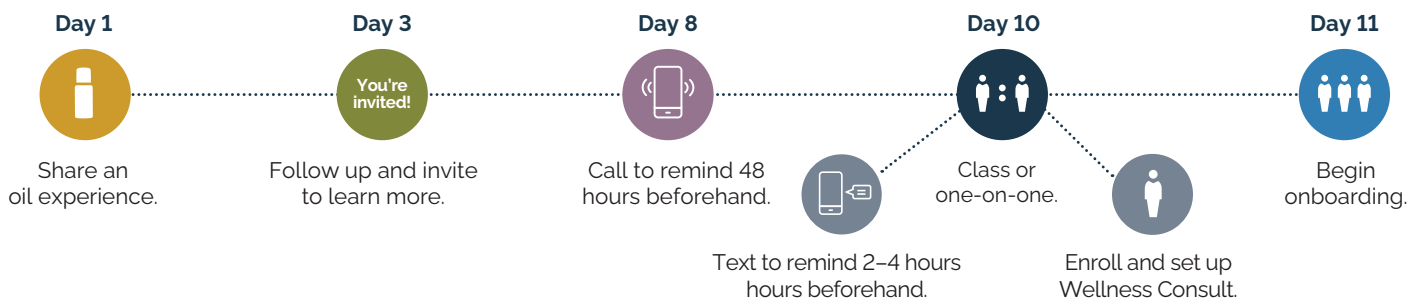 Day 1
Day 3
Day 8
Day 10
Day 11
You're
invited!
Share an
oil experience.
Follow up and invite
to learn more.
Call to remind 48
hours beforehand.
Class or
one-on-one.
Begin
onboarding.
Text to remind 2–4 hours
hours beforehand.
Enroll and set up
Wellness Consult.